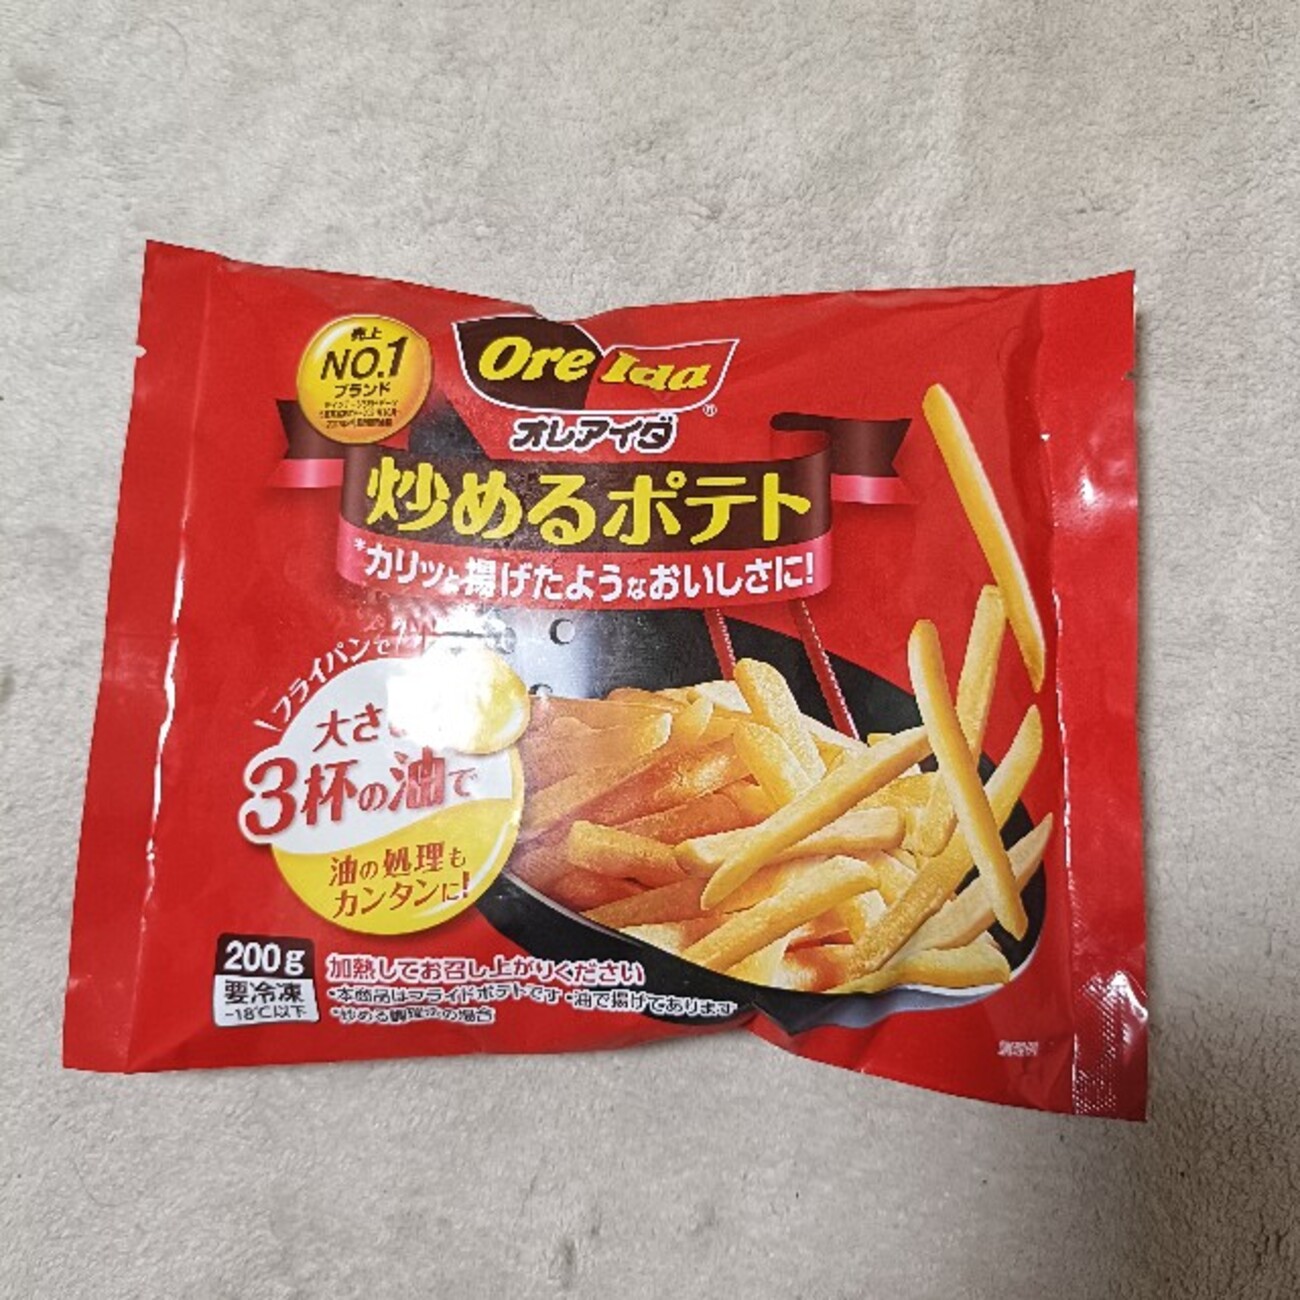 売上
NO.1
ブランド
Ore Ida
®
オレアイダ
炒めるポテト
*カリッと揚げたようなおいしさに!
フライパンで
大さ
3杯の油で
油の処理も
カンタンに!
200g
要冷凍
-18℃以下
加熱してお召し上がりください
・本商品はフライドポテトです ・油で揚げてあります
*炒める調理の場合
調理例